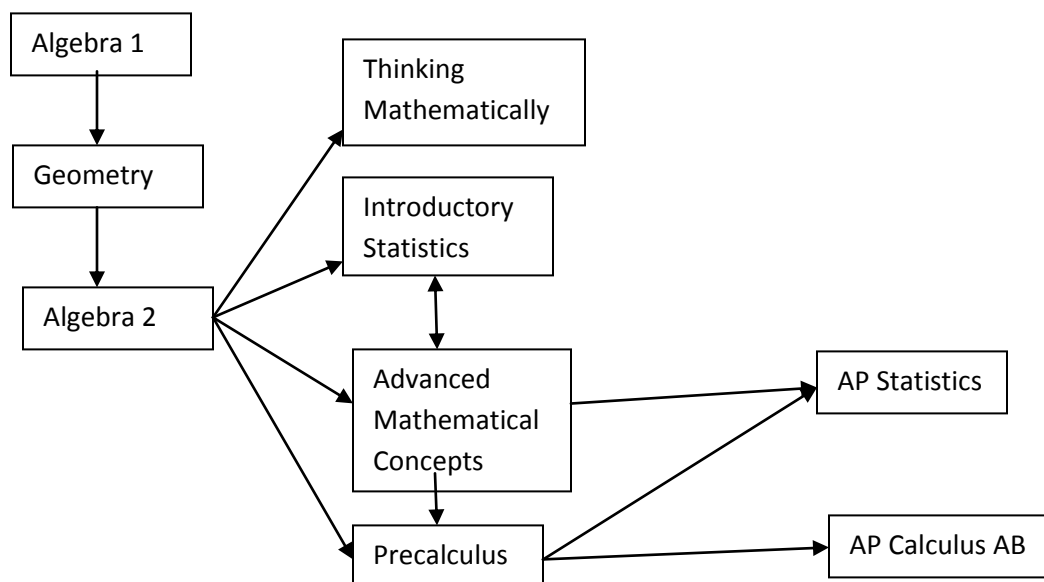 Algebra 1
Thinking
Mathematically
Geometry
Introductory
Statistics
Algebra 2
Advanced
Mathematical
Concepts
AP Statistics
Precalculus
AP Calculus AB